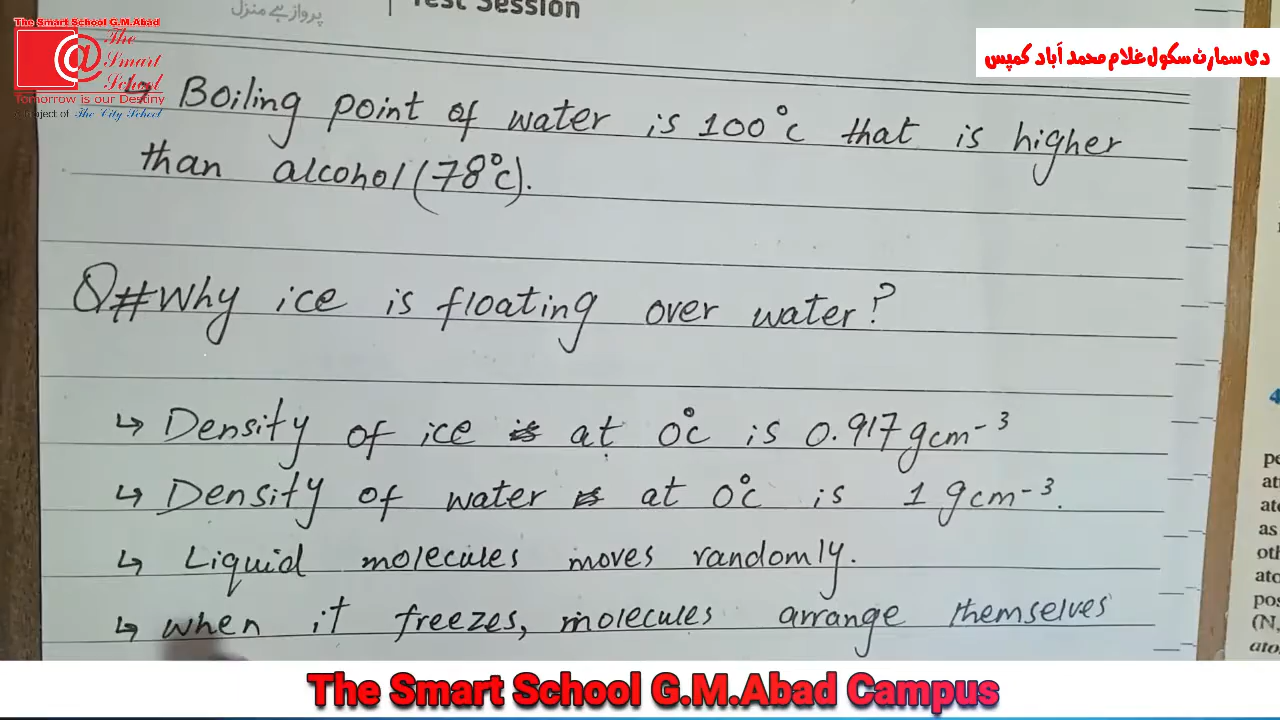 The Smart School G.M.Abad
The
Smart
School
Tomorrow is our Destiny
The City School
پرواز ہے منزل
Test Session
دی سمارٹ سکول غلام محمد آباد کمپس
↳ Boiling point of water is 100°c that is higher
than alcohol (78°c).
Q# Why ice is floating over water?
↳ Density of ice at 0°c is 0.917gcm-³
↳ Density of water at 0°c is 1 gcm-³.
↳ Liquid molecules moves randomly.
↳ when it freezes, molecules arrange themselves
The Smart School G.M.Abad Campus